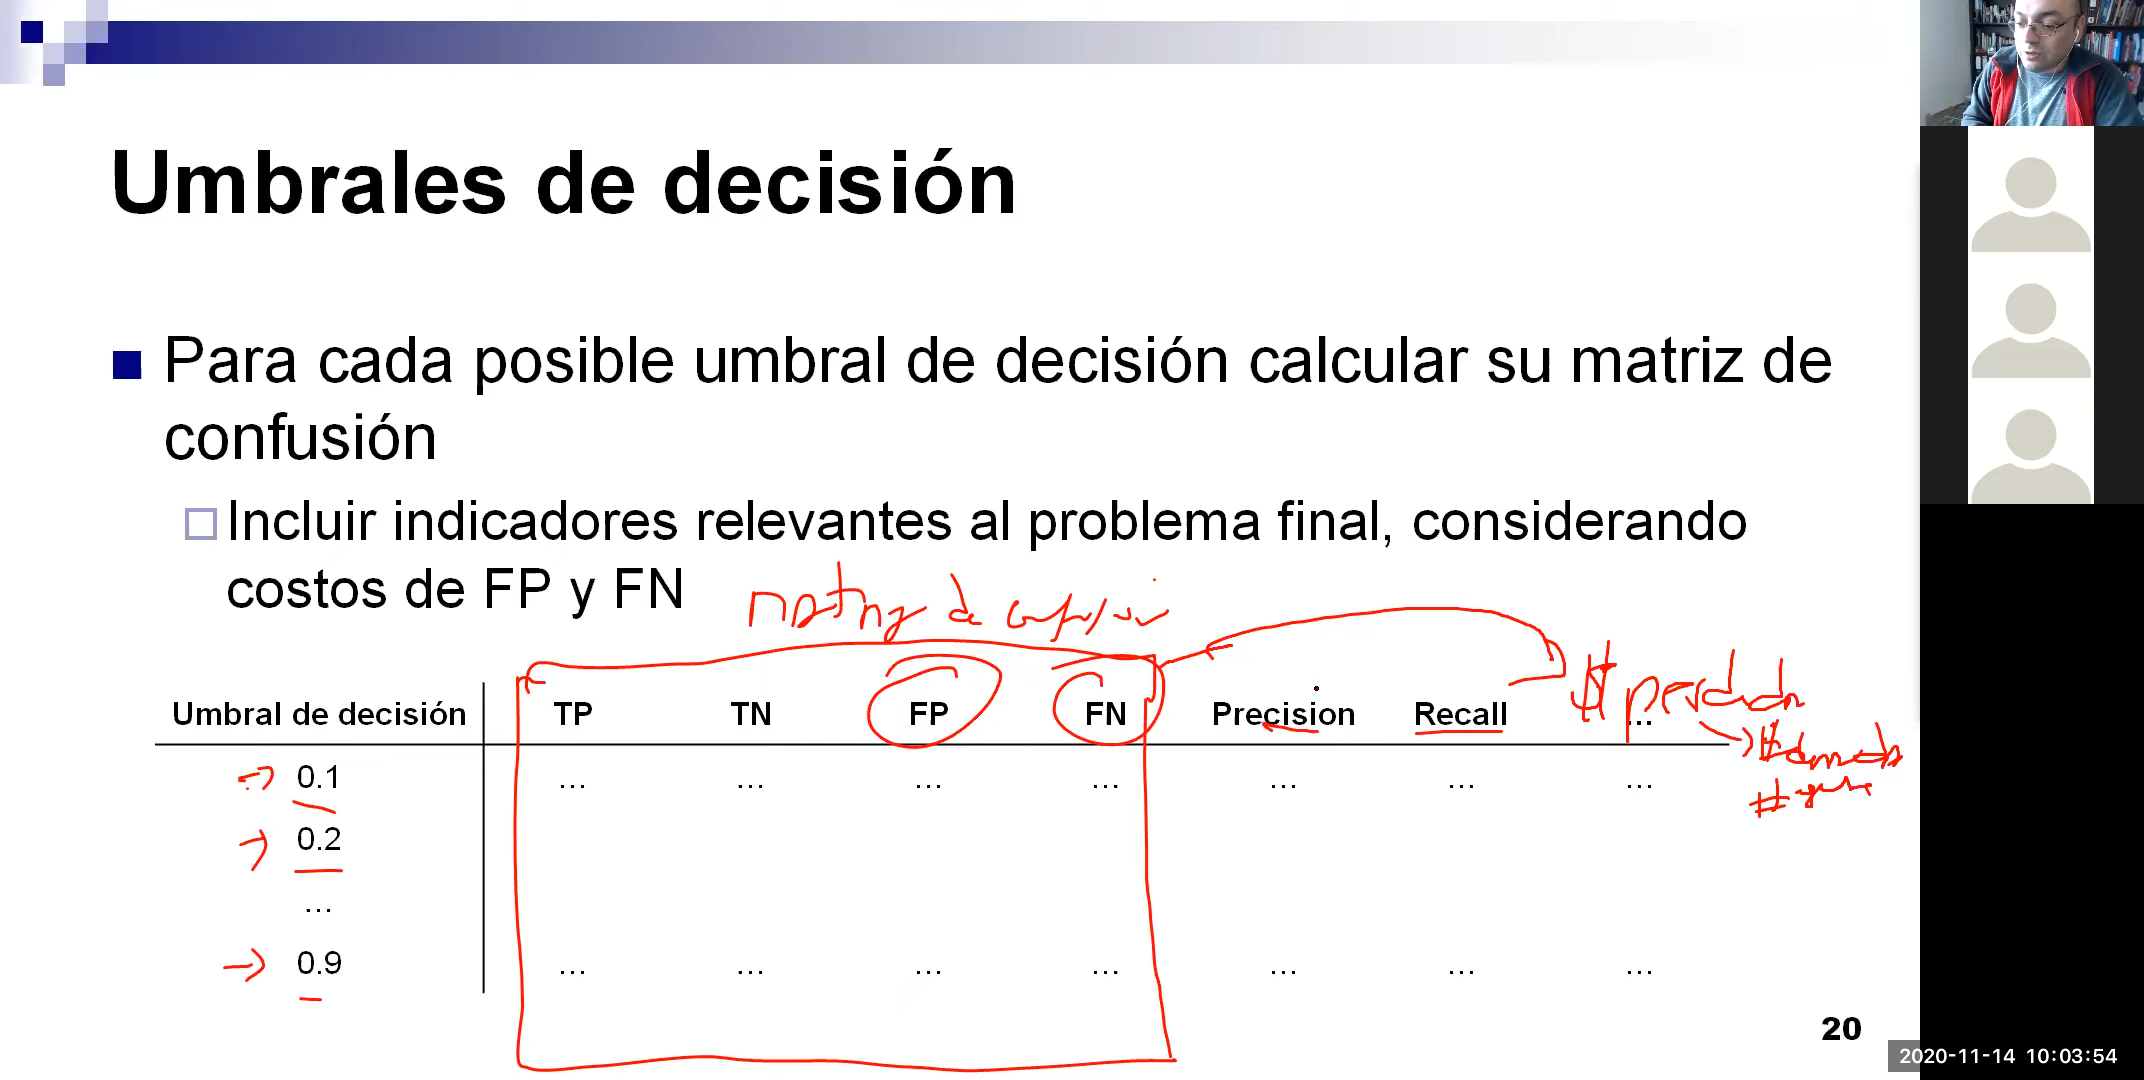 Umbrales de decisión
Para cada posible umbral de decisión calcular su matriz de
confusión
Incluir indicadores relevantes al problema final, considerando
costos de FP y FN
matriz de confusión
$ perdida
Umbral de decisión TP TN FP FN Precision Recall ...
0.1 ... ... ... ... ... ... ...
0.2
...
0.9 ... ... ... ... ... ... ...
20
2020-11-14 10:03:54